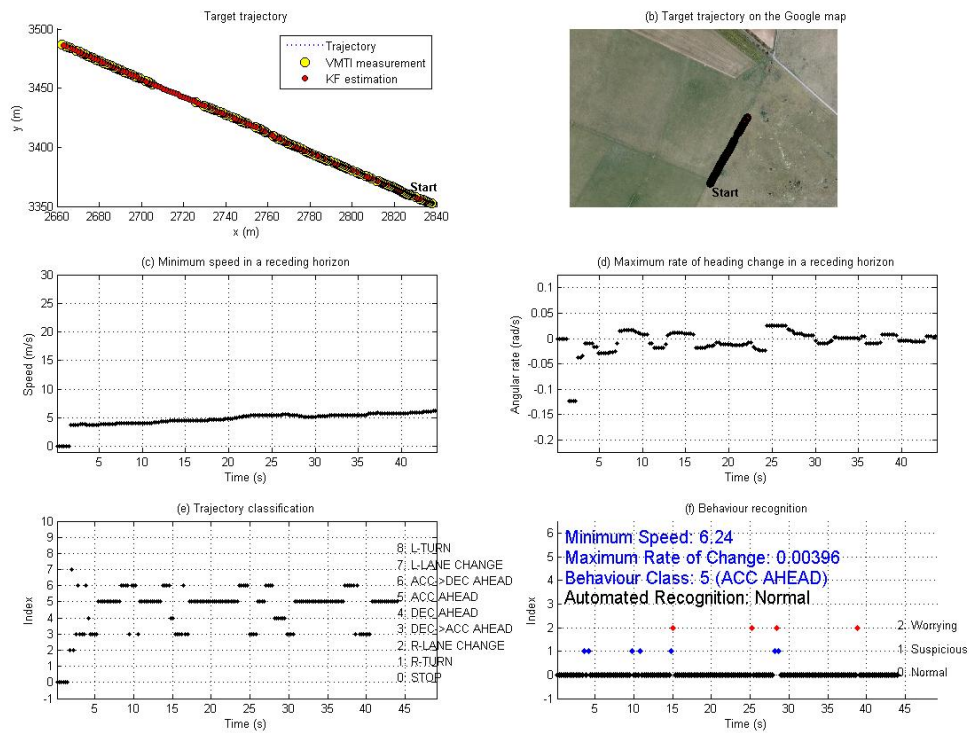 Target trajectory
3500
3450
3400
3350
y (m)
2660 2680 2700 2720 2740 2760 2780 2800 2820 2840
x (m)
Trajectory
VMTI measurement
KF estimation
Start
(b) Target trajectory on the Google map
Start
(c) Minimum speed in a receding horizon
30
25
20
15
10
5
0
Speed (m/s)
5 10 15 20 25 30 35 40
Time (s)
(d) Maximum rate of heading change in a receding horizon
0.1
0.05
0
-0.05
-0.1
-0.15
-0.2
Angular rate (rad/s)
5 10 15 20 25 30 35 40
Time (s)
(e) Trajectory classification
10
9
8
7
6
5
4
3
2
1
0
-1
Index
8: L-TURN
7: L-LANE CHANGE
6: ACC->DEC AHEAD
5: ACC AHEAD
4: DEC AHEAD
3: DEC->ACC AHEAD
2: R-LANE CHANGE
1: R-TURN
0: STOP
5 10 15 20 25 30 35 40 45
Time (s)
(f) Behaviour recognition
6
5
4
3
2
1
0
-1
Index
Minimum Speed: 6.24
Maximum Rate of Change: 0.00396
Behaviour Class: 5 (ACC AHEAD)
Automated Recognition: Normal
2: Worrying
1: Suspicious
0: Normal
5 10 15 20 25 30 35 40 45 50
Time (s)